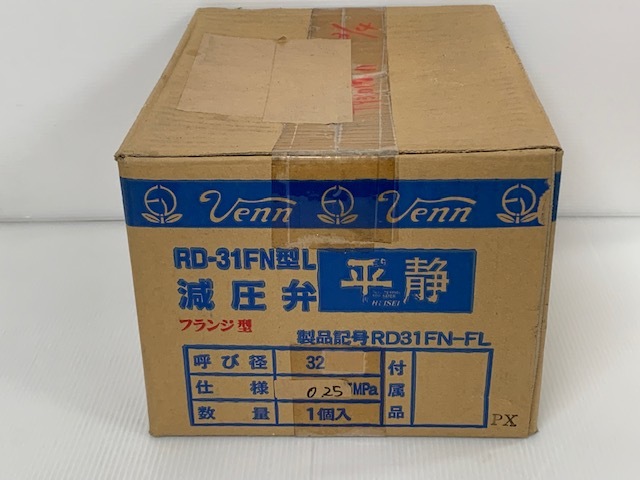 Venn Venn
RD-31FN型L
減圧弁 平静
HEISEI
フランジ型
製品記号RD31FN-FL
呼び径 32 付属品
仕様 0.25 MPa
数量 1個入
PX